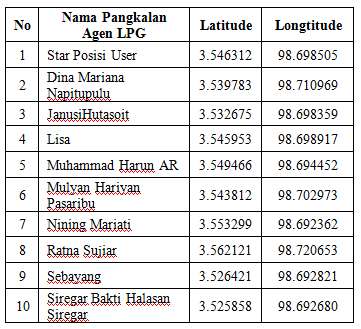 No Nama Pangkalan Agen LPG Latitude Longtitude
1 Star Posisi User 3.546312 98.698505
2 Dina Mariana Napitupulu 3.539783 98.710969
3 JanusiHutasoit 3.532675 98.698359
4 Lisa 3.545953 98.698917
5 Muhammad Harun AR 3.549466 98.694452
6 Mulyan Hariyan Pasaribu 3.543812 98.702973
7 Nining Mariati 3.553299 98.692362
8 Ratna Sujiar 3.562121 98.720653
9 Sebayang 3.526421 98.692821
10 Siregar Bakti Halasan Siregar 3.525858 98.692680